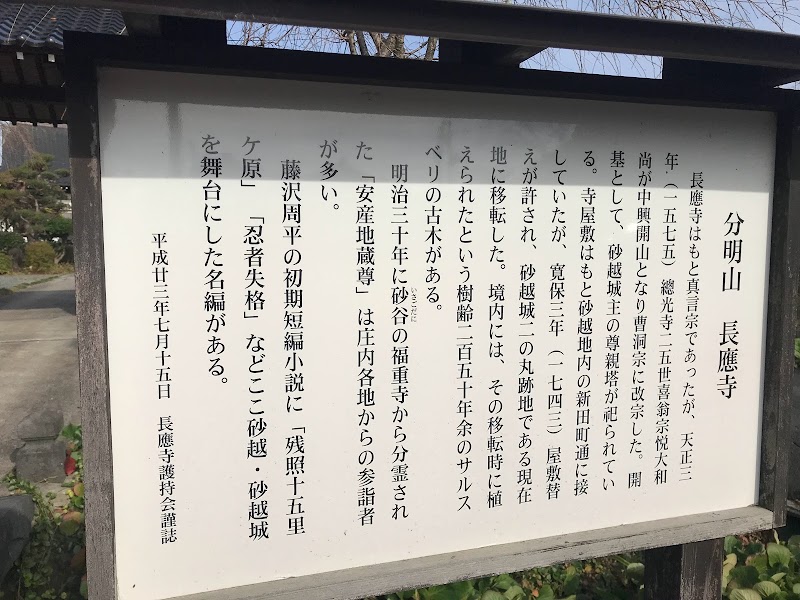 分明山　長應寺
長應寺はもと真言宗であったが、天正三
年（一五七五）總光寺二五世喜翁宗悦大和
尚が中興開山となり曹洞宗に改宗した。開
基として、砂越城主の尊親塔が祀られてい
る。寺屋敷はもと砂越地内の新田町通に接
していたが、寛保三年（一七四三）屋敷替
えが許され、砂越城二の丸跡地である現在
地に移転した。境内には、その移転時に植
えられたという樹齢二百五十年余のサルス
ベリの古木がある。
明治三十年に砂谷の福重寺から分霊され
いさごだに
た「安産地蔵尊」は庄内各地からの参詣者
が多い。
藤沢周平の初期短編小説に「残照十五里
ケ原」「忍者失格」などここ砂越・砂越城
を舞台にした名編がある。
平成廿三年七月十五日　長應寺護持会謹誌